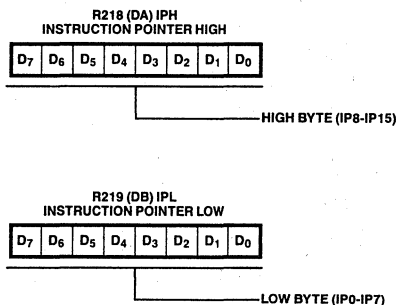 R218 (DA) IPH
INSTRUCTION POINTER HIGH
D7 D6 D5 D4 D3 D2 D1 D0
HIGH BYTE (IP8-IP15)
R219 (DB) IPL
INSTRUCTION POINTER LOW
D7 D6 D5 D4 D3 D2 D1 D0
LOW BYTE (IP0-IP7)